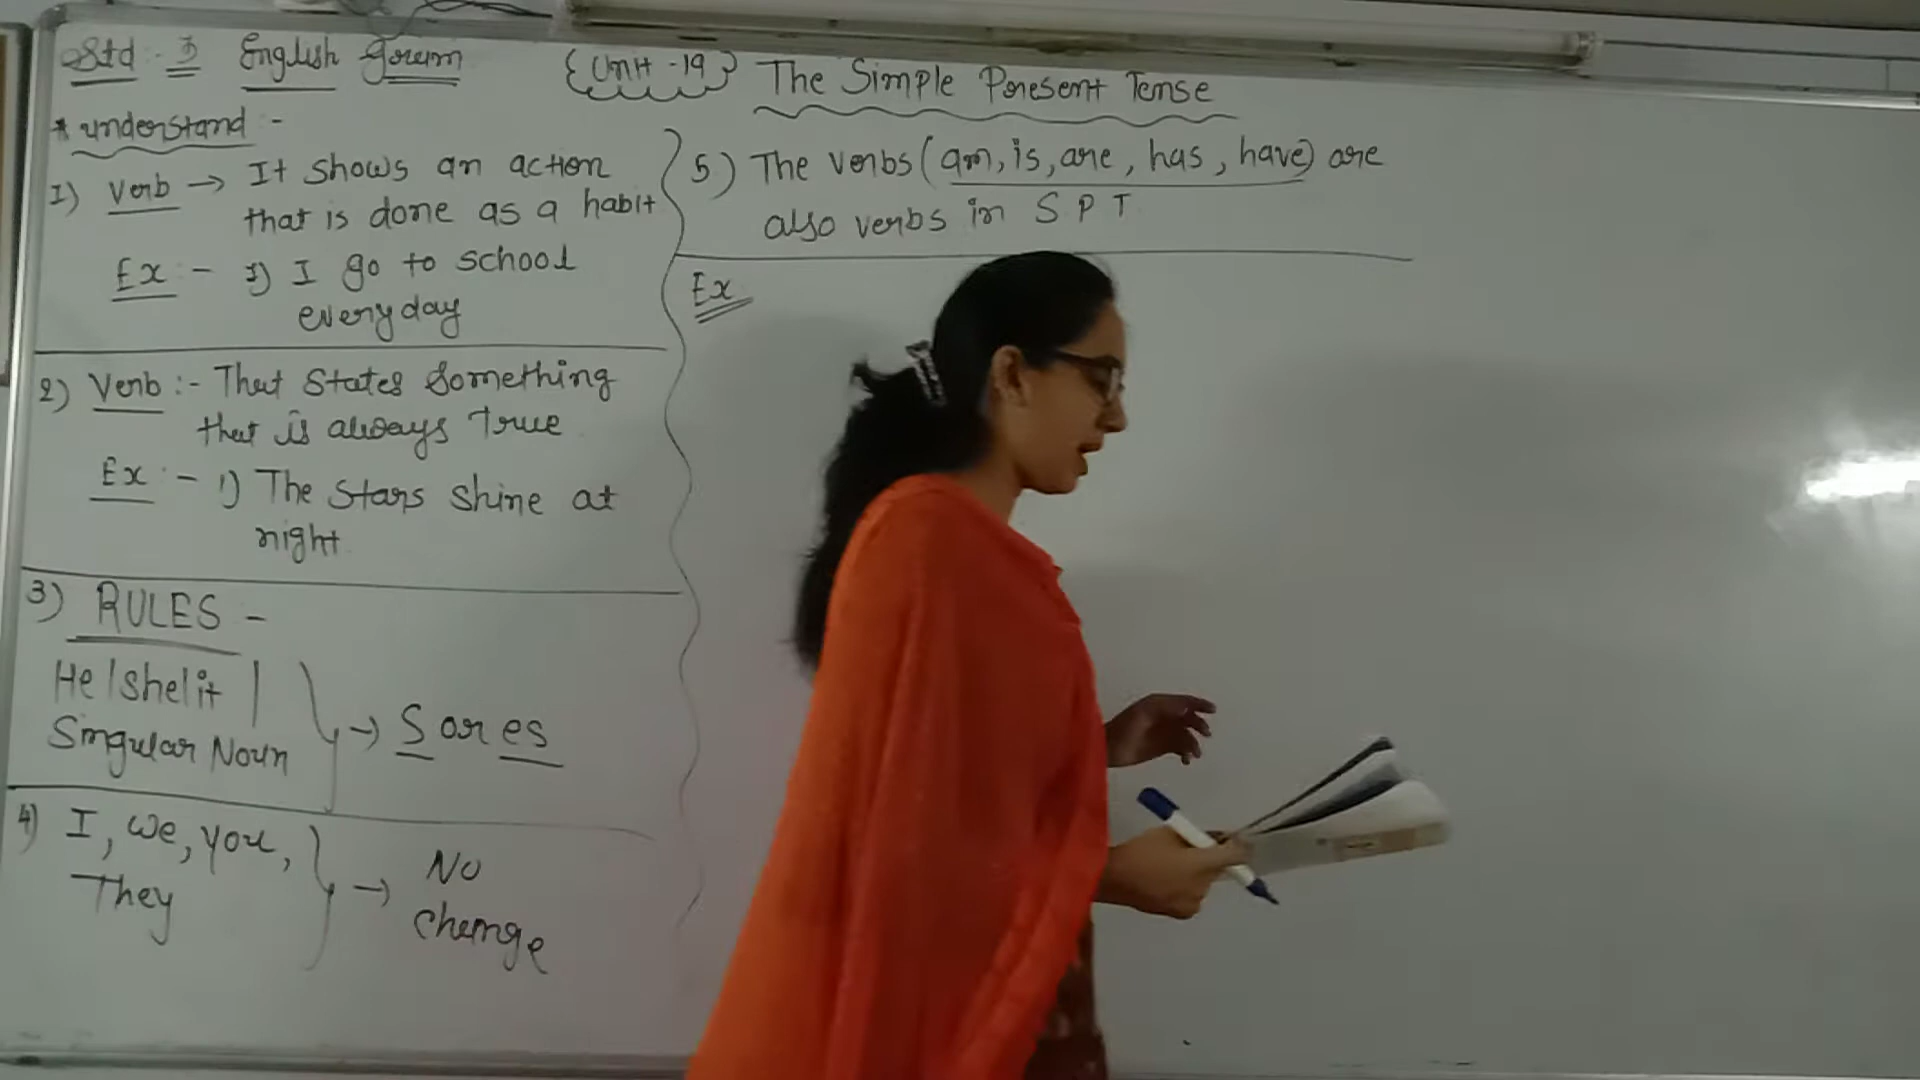 Std - 3 English Gram {Unit - 19} The Simple Present Tense
* understand :-
1) Verb → It shows an action
that is done as a habit
Ex :- 1) I go to school
everyday
2) Verb :- That States Something
that is always True
Ex :- 1) The Stars Shine at
night
3) RULES -
He/she/it /
Singular Noun → S or es
4) I, we, you,
They → No
change
5) The verbs (am, is, are, has, have) are
also verbs in S P T
Ex